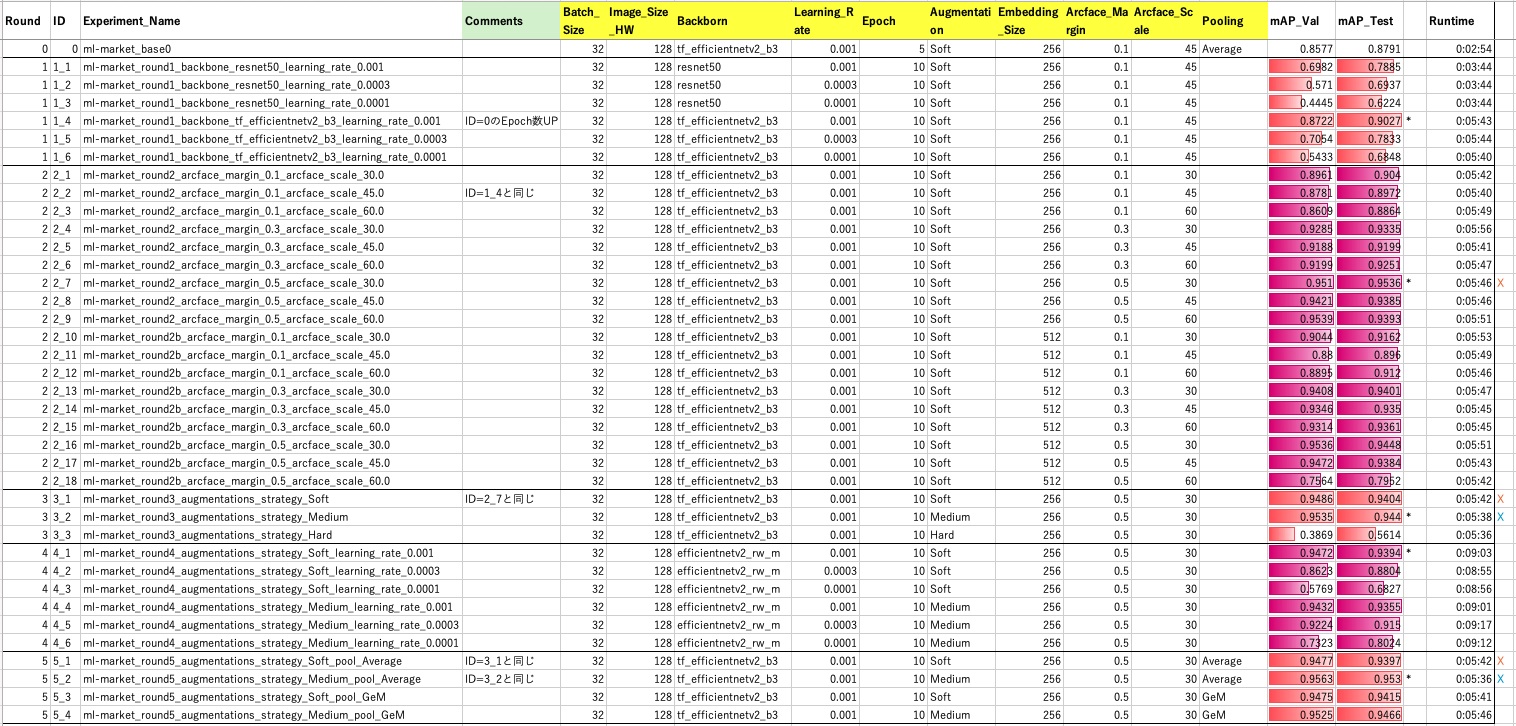 Round ID Experiment_Name Comments Batch_Size Image_Size_HW Backborn Learning_Rate Epoch Augmentation Embedding_Size Arcface_Margin Arcface_Scale Pooling mAP_Val mAP_Test Runtime
0 0 ml-market_base0 32 128 tf_efficientnetv2_b3 0.001 5 Soft 256 0.1 45 Average 0.8577 0.8791 0:02:54
1 1_1 ml-market_round1_backbone_resnet50_learning_rate_0.001 32 128 resnet50 0.001 10 Soft 256 0.1 45 0.6982 0.7885 0:03:44
1 1_2 ml-market_round1_backbone_resnet50_learning_rate_0.0003 32 128 resnet50 0.0003 10 Soft 256 0.1 45 0.571 0.6937 0:03:44
1 1_3 ml-market_round1_backbone_resnet50_learning_rate_0.0001 32 128 resnet50 0.0001 10 Soft 256 0.1 45 0.4445 0.6224 0:03:44
1 1_4 ml-market_round1_backbone_tf_efficientnetv2_b3_learning_rate_0.001 ID=0のEpoch数UP 32 128 tf_efficientnetv2_b3 0.001 10 Soft 256 0.1 45 0.8722 0.9027 * 0:05:43
1 1_5 ml-market_round1_backbone_tf_efficientnetv2_b3_learning_rate_0.0003 32 128 tf_efficientnetv2_b3 0.0003 10 Soft 256 0.1 45 0.7054 0.7833 0:05:44
1 1_6 ml-market_round1_backbone_tf_efficientnetv2_b3_learning_rate_0.0001 32 128 tf_efficientnetv2_b3 0.0001 10 Soft 256 0.1 45 0.5433 0.6848 0:05:40
2 2_1 ml-market_round2_arcface_margin_0.1_arcface_scale_30.0 32 128 tf_efficientnetv2_b3 0.001 10 Soft 256 0.1 30 0.8961 0.904 0:05:42
2 2_2 ml-market_round2_arcface_margin_0.1_arcface_scale_45.0 ID=1_4と同じ 32 128 tf_efficientnetv2_b3 0.001 10 Soft 256 0.1 45 0.8781 0.8972 0:05:40
2 2_3 ml-market_round2_arcface_margin_0.1_arcface_scale_60.0 32 128 tf_efficientnetv2_b3 0.001 10 Soft 256 0.1 60 0.8609 0.8864 0:05:49
2 2_4 ml-market_round2_arcface_margin_0.3_arcface_scale_30.0 32 128 tf_efficientnetv2_b3 0.001 10 Soft 256 0.3 30 0.9285 0.9335 0:05:56
2 2_5 ml-market_round2_arcface_margin_0.3_arcface_scale_45.0 32 128 tf_efficientnetv2_b3 0.001 10 Soft 256 0.3 45 0.9188 0.9199 0:05:41
2 2_6 ml-market_round2_arcface_margin_0.3_arcface_scale_60.0 32 128 tf_efficientnetv2_b3 0.001 10 Soft 256 0.3 60 0.9199 0.9251 0:05:47
2 2_7 ml-market_round2_arcface_margin_0.5_arcface_scale_30.0 32 128 tf_efficientnetv2_b3 0.001 10 Soft 256 0.5 30 0.951 0.9536 * 0:05:46 X
2 2_8 ml-market_round2_arcface_margin_0.5_arcface_scale_45.0 32 128 tf_efficientnetv2_b3 0.001 10 Soft 256 0.5 45 0.9421 0.9385 0:05:46
2 2_9 ml-market_round2_arcface_margin_0.5_arcface_scale_60.0 32 128 tf_efficientnetv2_b3 0.001 10 Soft 256 0.5 60 0.9539 0.9393 0:05:51
2 2_10 ml-market_round2b_arcface_margin_0.1_arcface_scale_30.0 32 128 tf_efficientnetv2_b3 0.001 10 Soft 512 0.1 30 0.9044 0.9162 0:05:53
2 2_11 ml-market_round2b_arcface_margin_0.1_arcface_scale_45.0 32 128 tf_efficientnetv2_b3 0.001 10 Soft 512 0.1 45 0.88 0.896 0:05:49
2 2_12 ml-market_round2b_arcface_margin_0.1_arcface_scale_60.0 32 128 tf_efficientnetv2_b3 0.001 10 Soft 512 0.1 60 0.8895 0.912 0:05:46
2 2_13 ml-market_round2b_arcface_margin_0.3_arcface_scale_30.0 32 128 tf_efficientnetv2_b3 0.001 10 Soft 512 0.3 30 0.9408 0.9401 0:05:47
2 2_14 ml-market_round2b_arcface_margin_0.3_arcface_scale_45.0 32 128 tf_efficientnetv2_b3 0.001 10 Soft 512 0.3 45 0.9346 0.935 0:05:45
2 2_15 ml-market_round2b_arcface_margin_0.3_arcface_scale_60.0 32 128 tf_efficientnetv2_b3 0.001 10 Soft 512 0.3 60 0.9314 0.9361 0:05:45
2 2_16 ml-market_round2b_arcface_margin_0.5_arcface_scale_30.0 32 128 tf_efficientnetv2_b3 0.001 10 Soft 512 0.5 30 0.9536 0.9448 0:05:51
2 2_17 ml-market_round2b_arcface_margin_0.5_arcface_scale_45.0 32 128 tf_efficientnetv2_b3 0.001 10 Soft 512 0.5 45 0.9472 0.9384 0:05:43
2 2_18 ml-market_round2b_arcface_margin_0.5_arcface_scale_60.0 32 128 tf_efficientnetv2_b3 0.001 10 Soft 512 0.5 60 0.7564 0.7952 0:05:42
3 3_1 ml-market_round3_augmentations_strategy_Soft ID=2_7と同じ 32 128 tf_efficientnetv2_b3 0.001 10 Soft 256 0.5 30 0.9486 0.9404 0:05:42 X
3 3_2 ml-market_round3_augmentations_strategy_Medium 32 128 tf_efficientnetv2_b3 0.001 10 Medium 256 0.5 30 0.9535 0.944 * 0:05:38 X
3 3_3 ml-market_round3_augmentations_strategy_Hard 32 128 tf_efficientnetv2_b3 0.001 10 Hard 256 0.5 30 0.3869 0.5614 0:05:36
4 4_1 ml-market_round4_augmentations_strategy_Soft_learning_rate_0.001 32 128 efficientnetv2_rw_m 0.001 10 Soft 256 0.5 30 0.9472 0.9394 * 0:09:03
4 4_2 ml-market_round4_augmentations_strategy_Soft_learning_rate_0.0003 32 128 efficientnetv2_rw_m 0.0003 10 Soft 256 0.5 30 0.8623 0.8804 0:08:55
4 4_3 ml-market_round4_augmentations_strategy_Soft_learning_rate_0.0001 32 128 efficientnetv2_rw_m 0.0001 10 Soft 256 0.5 30 0.5769 0.6827 0:08:56
4 4_4 ml-market_round4_augmentations_strategy_Medium_learning_rate_0.001 32 128 efficientnetv2_rw_m 0.001 10 Medium 256 0.5 30 0.9432 0.9355 0:09:01
4 4_5 ml-market_round4_augmentations_strategy_Medium_learning_rate_0.0003 32 128 efficientnetv2_rw_m 0.0003 10 Medium 256 0.5 30 0.9224 0.915 0:09:17
4 4_6 ml-market_round4_augmentations_strategy_Medium_learning_rate_0.0001 32 128 efficientnetv2_rw_m 0.0001 10 Medium 256 0.5 30 0.7323 0.8024 0:09:12
5 5_1 ml-market_round5_augmentations_strategy_Soft_pool_Average ID=3_1と同じ 32 128 tf_efficientnetv2_b3 0.001 10 Soft 256 0.5 30 Average 0.9477 0.9397 0:05:42 X
5 5_2 ml-market_round5_augmentations_strategy_Medium_pool_Average ID=3_2と同じ 32 128 tf_efficientnetv2_b3 0.001 10 Medium 256 0.5 30 Average 0.9563 0.953 * 0:05:36 X
5 5_3 ml-market_round5_augmentations_strategy_Soft_pool_GeM 32 128 tf_efficientnetv2_b3 0.001 10 Soft 256 0.5 30 GeM 0.9475 0.9415 0:05:41
5 5_4 ml-market_round5_augmentations_strategy_Medium_pool_GeM 32 128 tf_efficientnetv2_b3 0.001 10 Medium 256 0.5 30 GeM 0.9525 0.9466 0:05:46